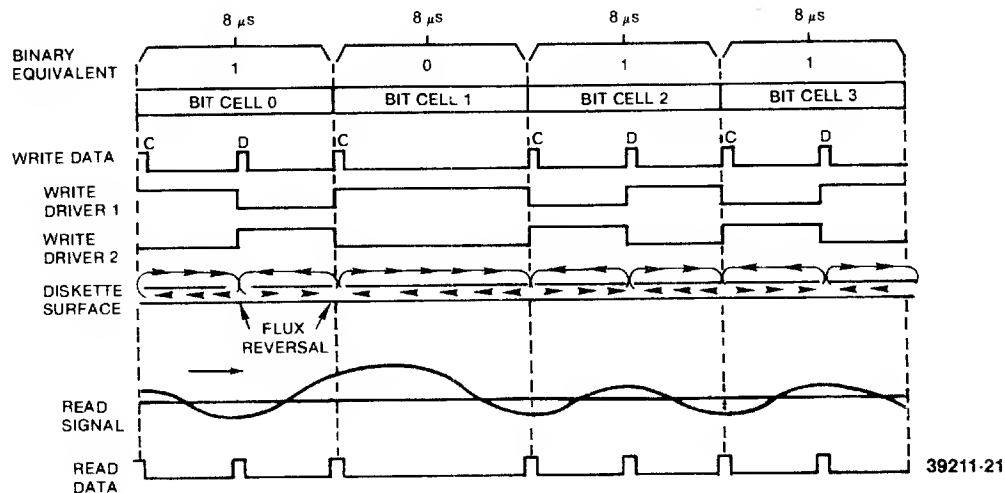 8 μs 8 μs 8 μs 8 μs
BINARY
EQUIVALENT
1 0 1 1
BIT CELL 0 BIT CELL 1 BIT CELL 2 BIT CELL 3
C D C C D C D
WRITE DATA
WRITE
DRIVER 1
WRITE
DRIVER 2
DISKETTE
SURFACE
FLUX
REVERSAL
READ
SIGNAL
READ
DATA
39211-21